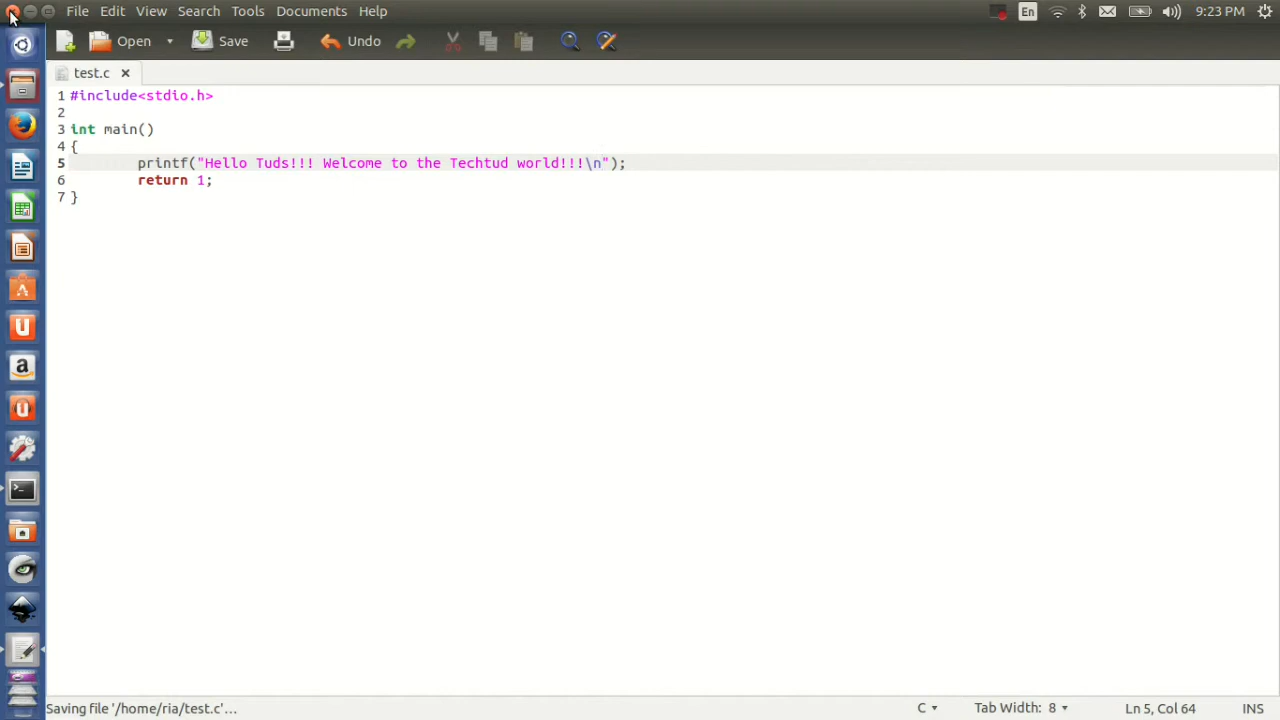 File Edit View Search Tools Documents Help En 9:23 PM
Open Save Undo
test.c
1 #include<stdio.h>
2
3 int main()
4 {
5 printf("Hello Tuds!!! Welcome to the Techtud world!!!\n");
6 return 1;
7 }
Saving file '/home/ria/test.c'… C Tab Width: 8 Ln 5, Col 64 INS